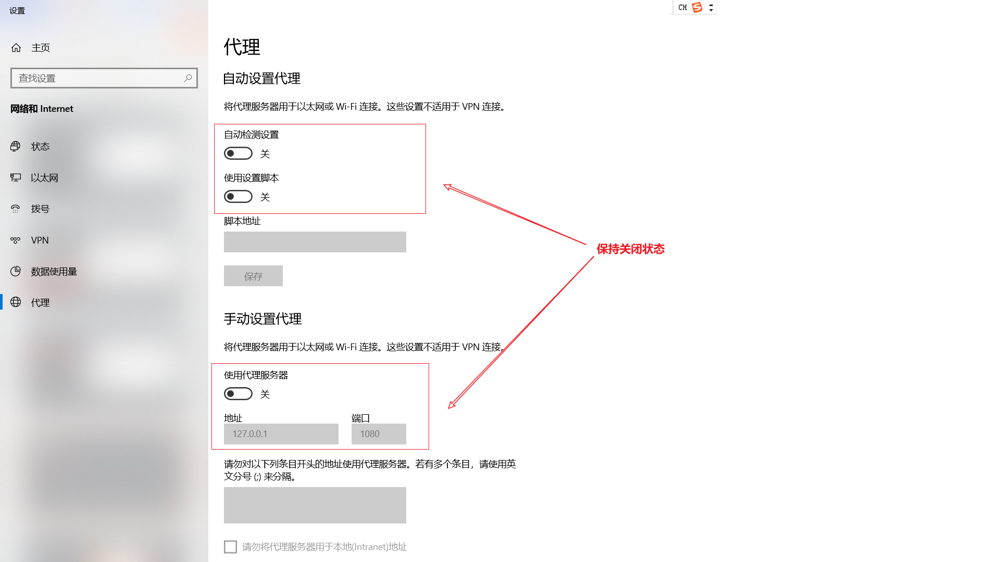 设置
CH
主页
查找设置
网络和 Internet
状态
以太网
拨号
VPN
数据使用量
代理
代理
自动设置代理
将代理服务器用于以太网或 Wi-Fi 连接。这些设置不适用于 VPN 连接。
自动检测设置
关
使用设置脚本
关
脚本地址
保存
保持关闭状态
手动设置代理
将代理服务器用于以太网或 Wi-Fi 连接。这些设置不适用于 VPN 连接。
使用代理服务器
关
地址 端口
127.0.0.1 1080
请勿对以下列条目开头的地址使用代理服务器。若有多个条目，请使用英
文分号 (;) 来分隔。
请勿将代理服务器用于本地(Intranet)地址